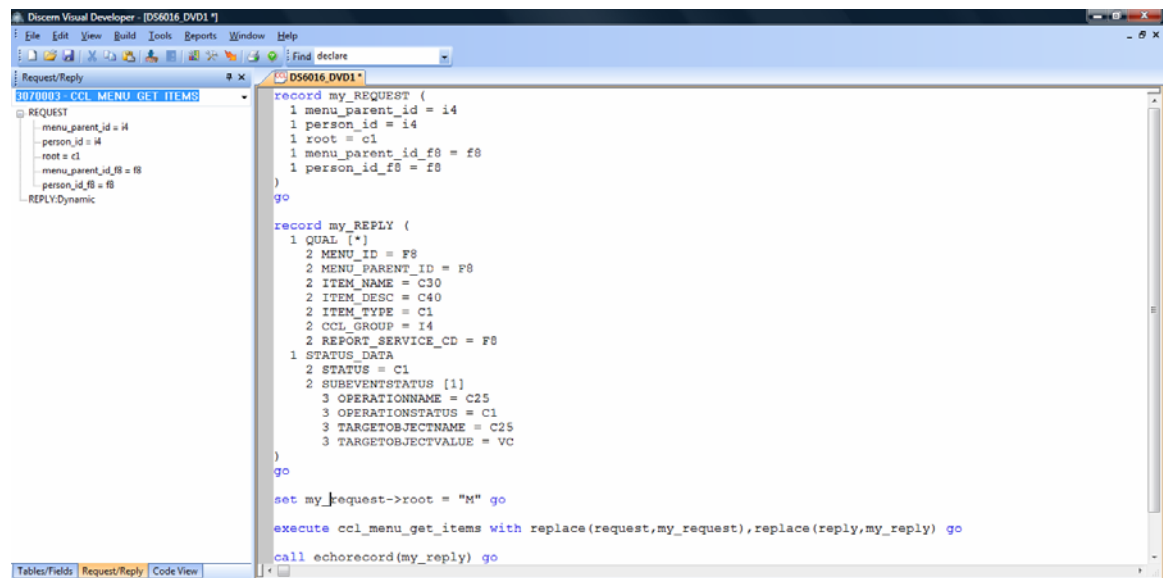 Discern Visual Developer - [DS6016_DVD1 *]
File Edit View Build Tools Reports Window Help
Find declare
Request/Reply
DS6016_DVD1 *
3070003 - CCL_MENU_GET_ITEMS
REQUEST
menu_parent_id = i4
person_id = i4
root = c1
menu_parent_id_f8 = f8
person_id_f8 = f8
REPLY:Dynamic
record my_REQUEST (
1 menu_parent_id = i4
1 person_id = i4
1 root = c1
1 menu_parent_id_f8 = f8
1 person_id_f8 = f8
)
go
record my_REPLY (
1 QUAL [*]
2 MENU_ID = F8
2 MENU_PARENT_ID = F8
2 ITEM_NAME = C30
2 ITEM_DESC = C40
2 ITEM_TYPE = C1
2 CCL_GROUP = I4
2 REPORT_SERVICE_CD = F8
1 STATUS_DATA
2 STATUS = C1
2 SUBEVENTSTATUS [1]
3 OPERATIONNAME = C25
3 OPERATIONSTATUS = C1
3 TARGETOBJECTNAME = C25
3 TARGETOBJECTVALUE = VC
)
go
set my_request->root = "M" go
execute ccl_menu_get_items with replace(request,my_request),replace(reply,my_reply) go
call echorecord(my_reply) go
Tables/Fields Request/Reply Code View